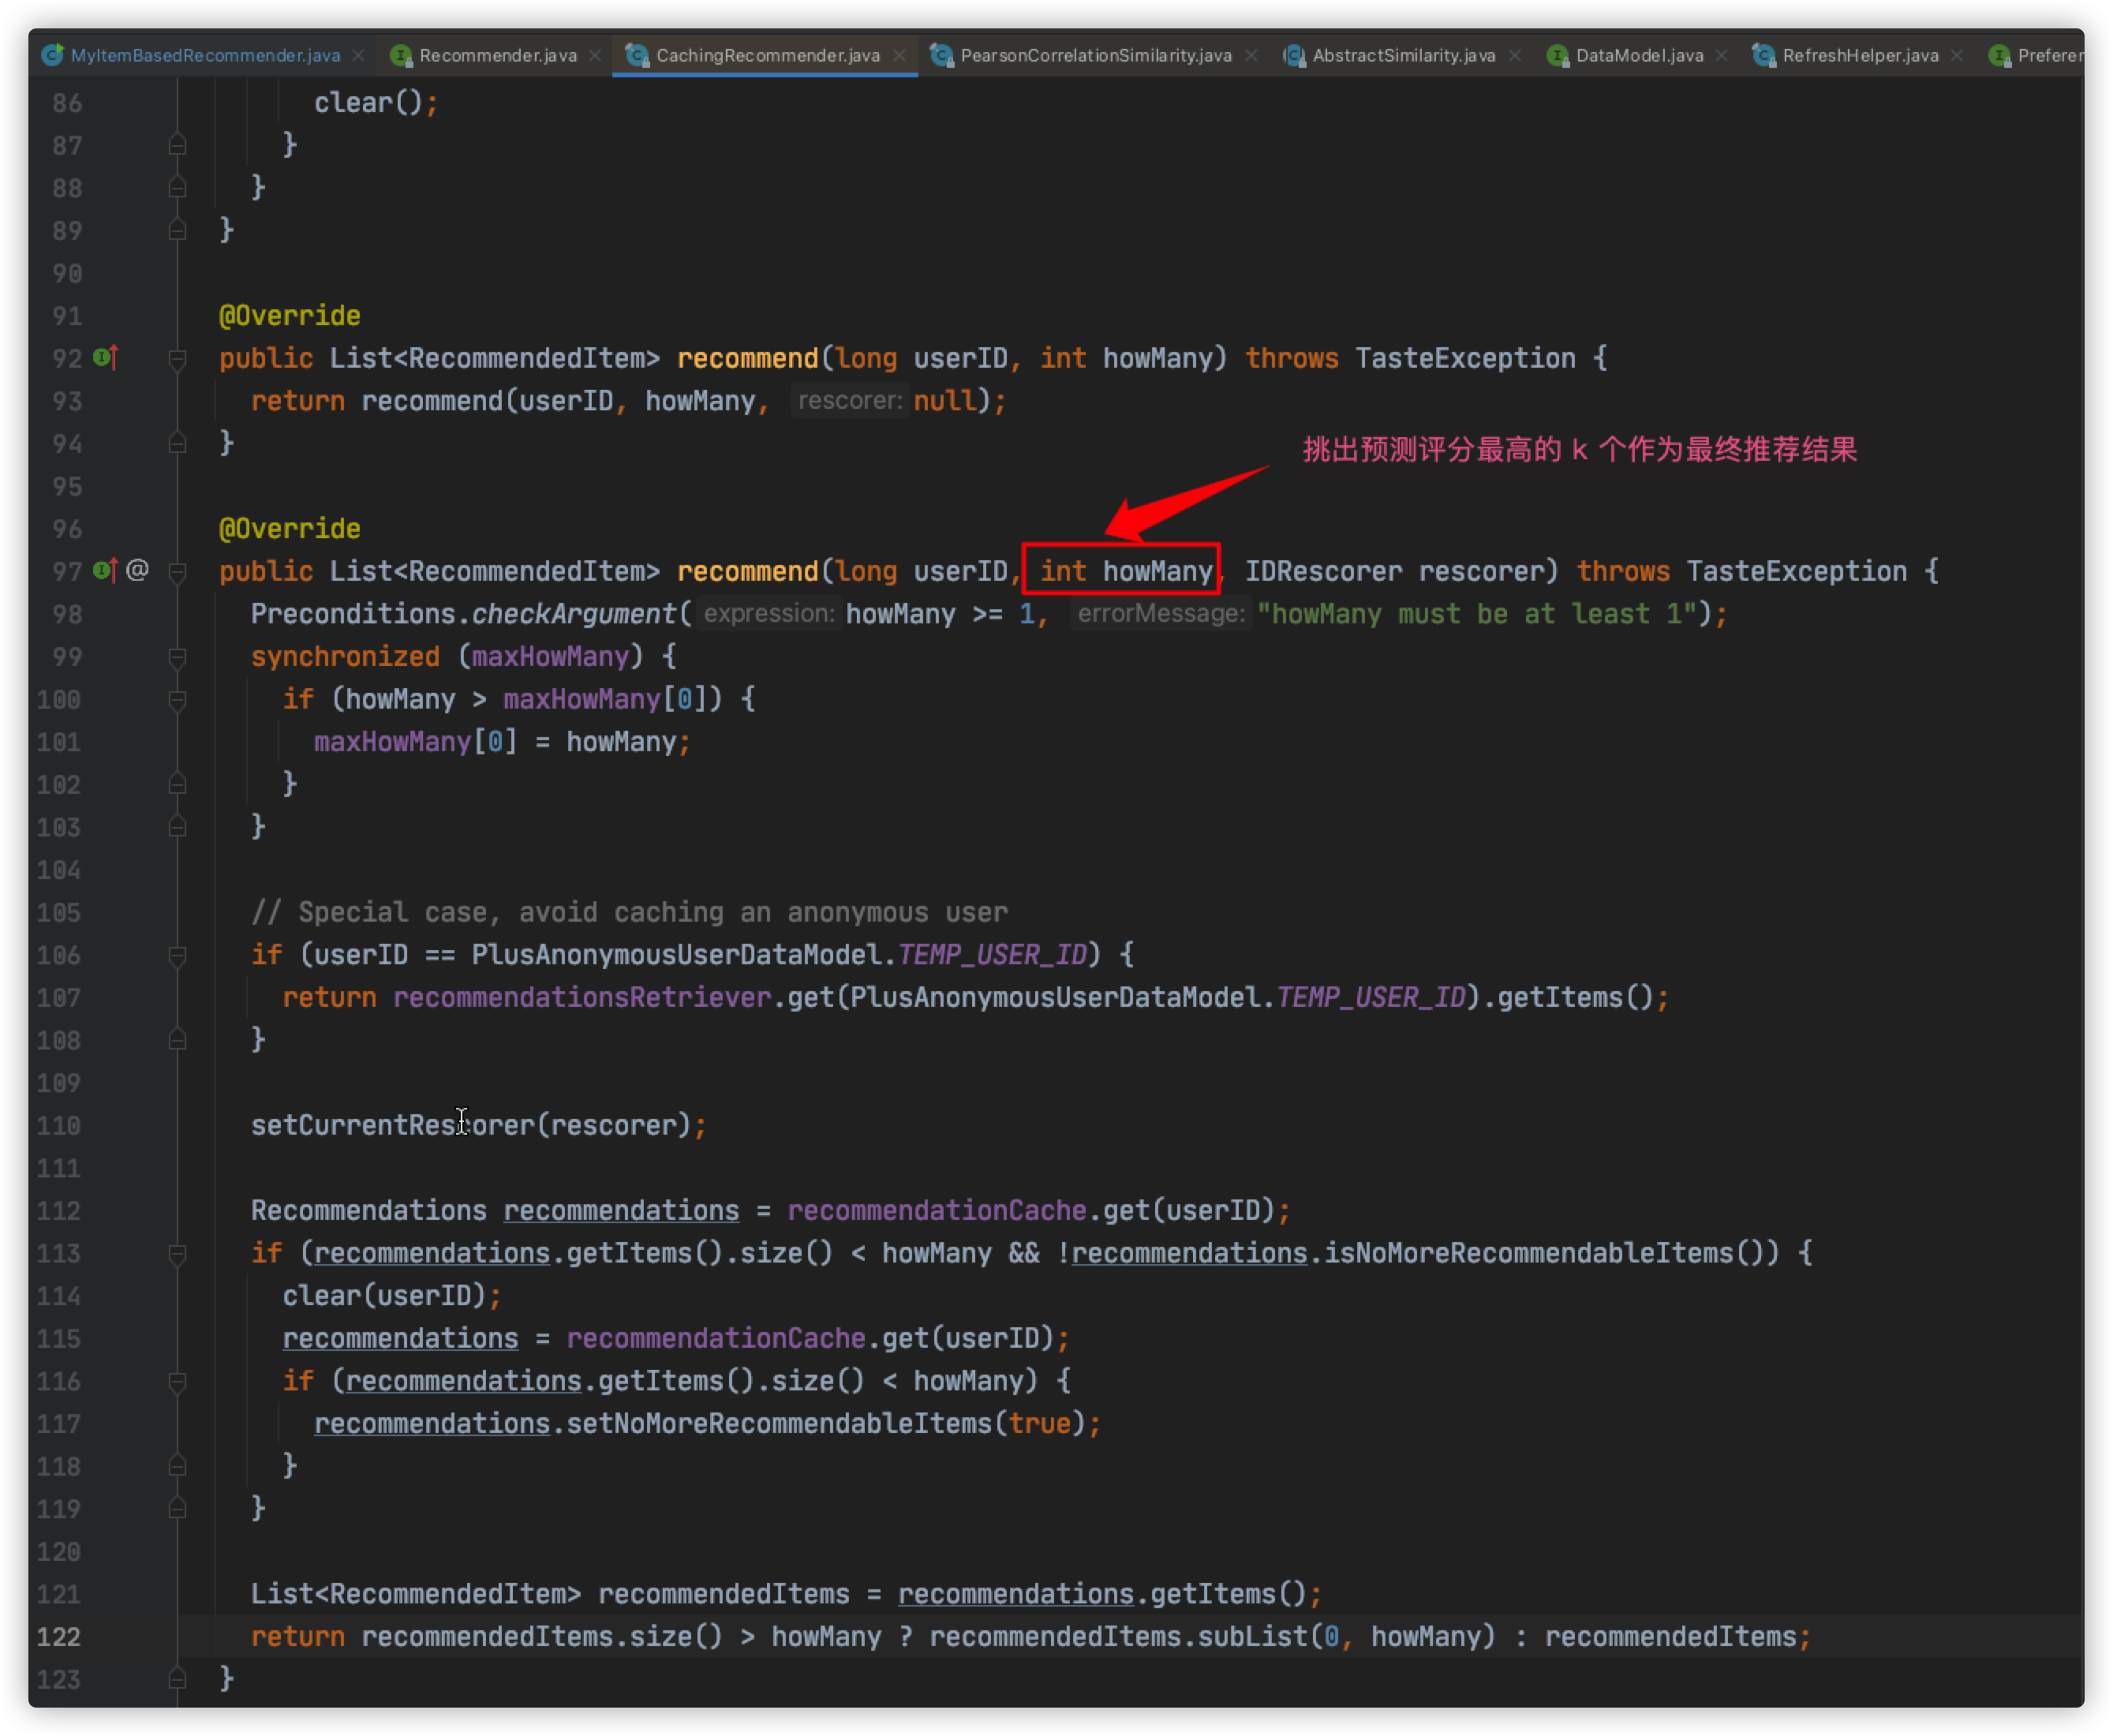 MyItemBasedRecommender.java Recommender.java CachingRecommender.java PearsonCorrelationSimilarity.java AbstractSimilarity.java DataModel.java RefreshHelper.java Preferer
86 clear();
87 }
88 }
89 }
90
91 @Override
92 public List<RecommendedItem> recommend(long userID, int howMany) throws TasteException {
93 return recommend(userID, howMany, rescorer: null);
94 }
挑出预测评分最高的 k 个作为最终推荐结果
95
96 @Override
97 @ public List<RecommendedItem> recommend(long userID, int howMany, IDRescorer rescorer) throws TasteException {
98 Preconditions.checkArgument( expression: howMany >= 1, errorMessage: "howMany must be at least 1");
99 synchronized (maxHowMany) {
100 if (howMany > maxHowMany[0]) {
101 maxHowMany[0] = howMany;
102 }
103 }
104
105 // Special case, avoid caching an anonymous user
106 if (userID == PlusAnonymousUserDataModel.TEMP_USER_ID) {
107 return recommendationsRetriever.get(PlusAnonymousUserDataModel.TEMP_USER_ID).getItems();
108 }
109
110 setCurrentRescorer(rescorer);
111
112 Recommendations recommendations = recommendationCache.get(userID);
113 if (recommendations.getItems().size() < howMany && !recommendations.isNoMoreRecommendableItems()) {
114 clear(userID);
115 recommendations = recommendationCache.get(userID);
116 if (recommendations.getItems().size() < howMany) {
117 recommendations.setNoMoreRecommendableItems(true);
118 }
119 }
120
121 List<RecommendedItem> recommendedItems = recommendations.getItems();
122 return recommendedItems.size() > howMany ? recommendedItems.subList(0, howMany) : recommendedItems;
123 }